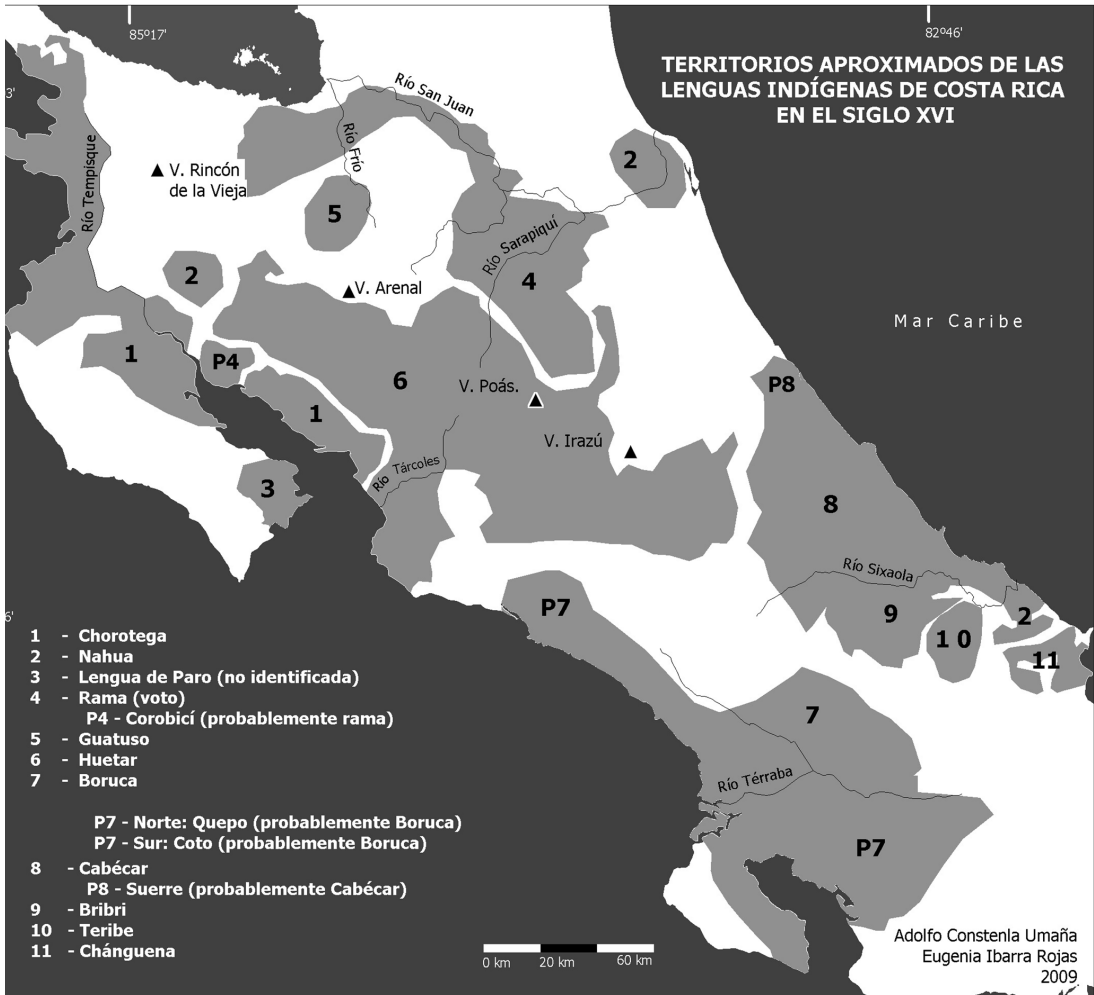 85º17'
82º46'
TERRITORIOS APROXIMADOS DE LAS
LENGUAS INDÍGENAS DE COSTA RICA
EN EL SIGLO XVI
3'
Río San Juan
Río Frío
2
V. Rincón
de la Vieja
Río Tempisque
5
Río Sarapiquí
2
4
V. Arenal
Mar Caribe
1
P4
6
P8
V. Poás.
1
V. Irazú
Río Tárcoles
3
8
Río Sixaola
P7
9
2
1 0
11
6'
1 - Chorotega
2 - Nahua
3 - Lengua de Paro (no identificada)
4 - Rama (voto)
P4 - Corobicí (probablemente rama)
5 - Guatuso
6 - Huetar
7 - Boruca
7
Río Térraba
P7 - Norte: Quepo (probablemente Boruca)
P7 - Sur: Coto (probablemente Boruca)
P7
8 - Cabécar
P8 - Suerre (probablemente Cabécar)
9 - Bribri
10 - Teribe
11 - Chánguena
0 km 20 km 60 km
Adolfo Constenla Umaña
Eugenia Ibarra Rojas
2009